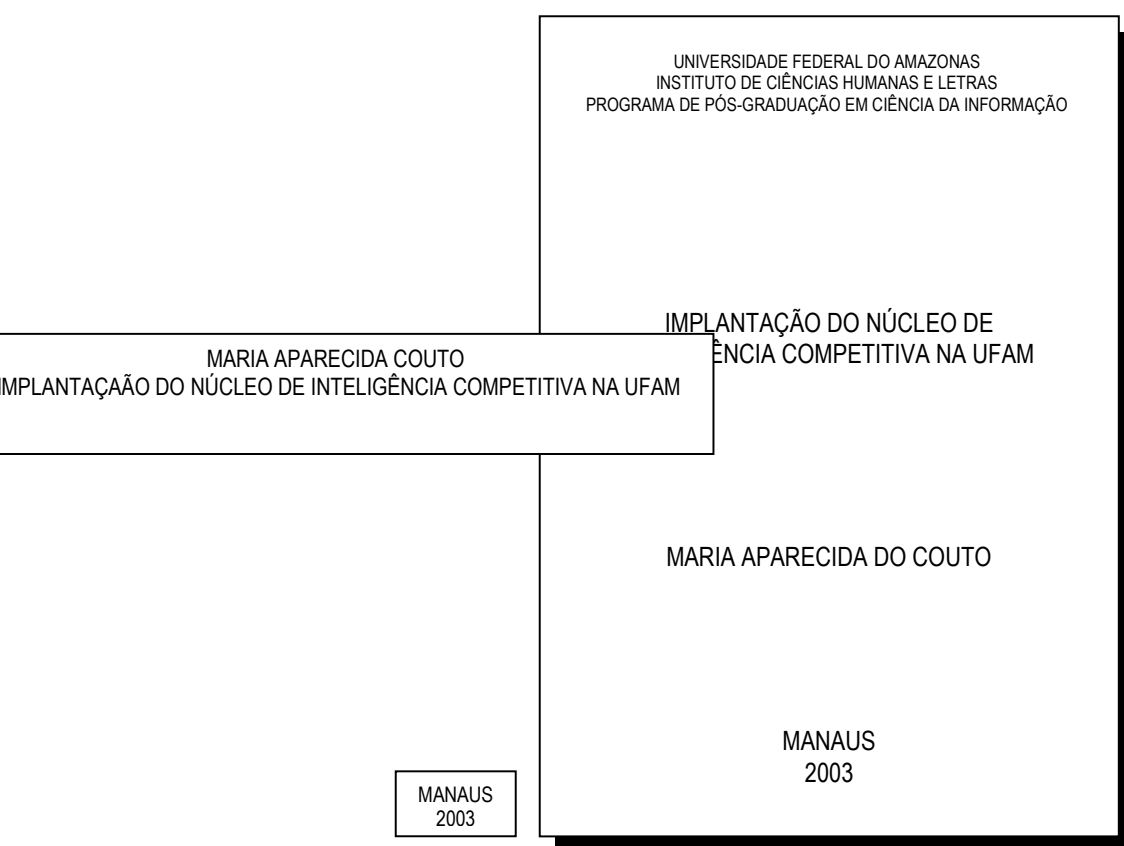 UNIVERSIDADE FEDERAL DO AMAZONAS
INSTITUTO DE CIÊNCIAS HUMANAS E LETRAS
PROGRAMA DE PÓS-GRADUAÇÃO EM CIÊNCIA DA INFORMAÇÃO
IMPLANTAÇÃO DO NÚCLEO DE
ÊNCIA COMPETITIVA NA UFAM
MARIA APARECIDA COUTO
IMPLANTAÇAÃO DO NÚCLEO DE INTELIGÊNCIA COMPETITIVA NA UFAM
MARIA APARECIDA DO COUTO
MANAUS
2003
MANAUS
2003